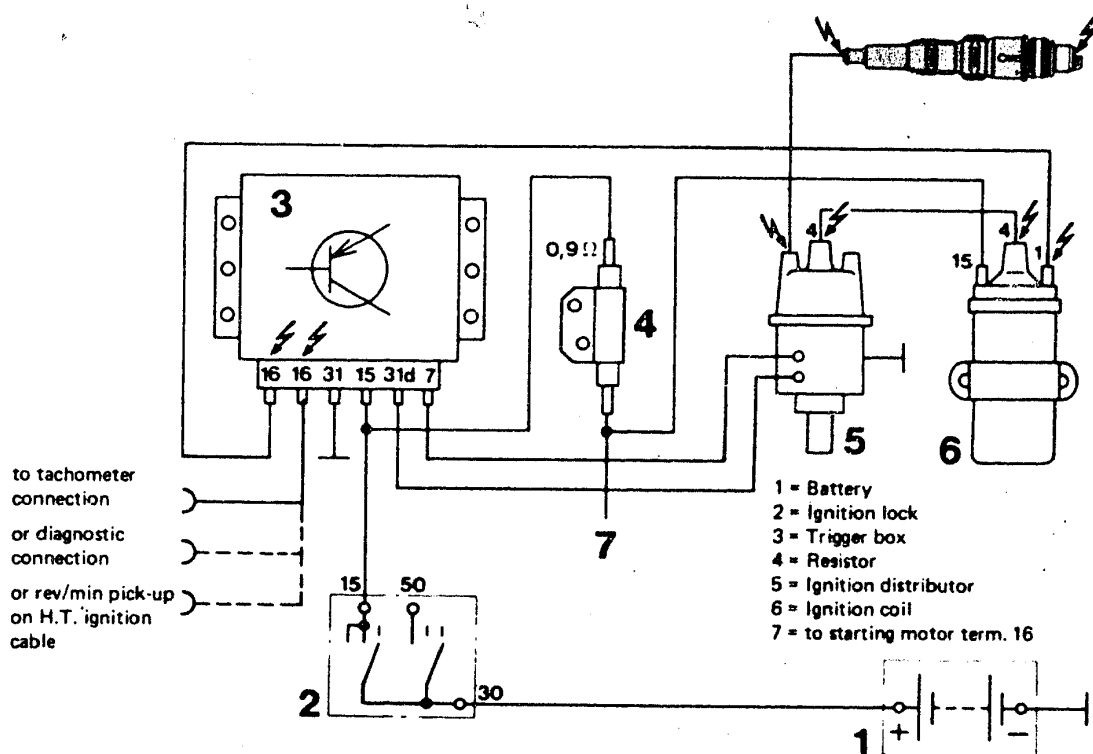 3
0,9 Ω
4
4
4
15
1
16 16 31 15 31d 7
5
6
to tachometer
connection
or diagnostic
connection
or rev/min pick-up
on H.T. ignition
cable
7
1 = Battery
2 = Ignition lock
3 = Trigger box
4 = Resistor
5 = Ignition distributor
6 = Ignition coil
7 = to starting motor term. 16
15 50
2
30
1
+ −